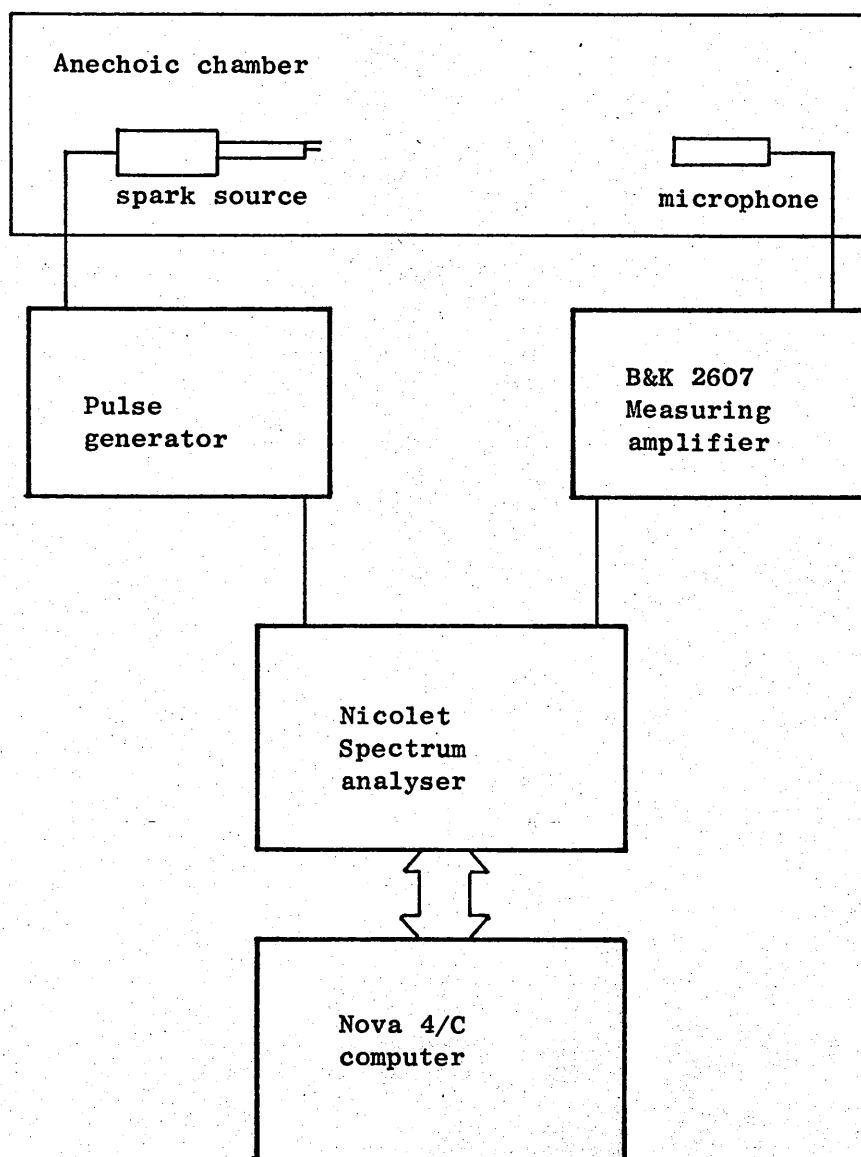 Anechoic chamber
spark source
microphone
Pulse
generator
B&K 2607
Measuring
amplifier
Nicolet
Spectrum
analyser
Nova 4/C
computer